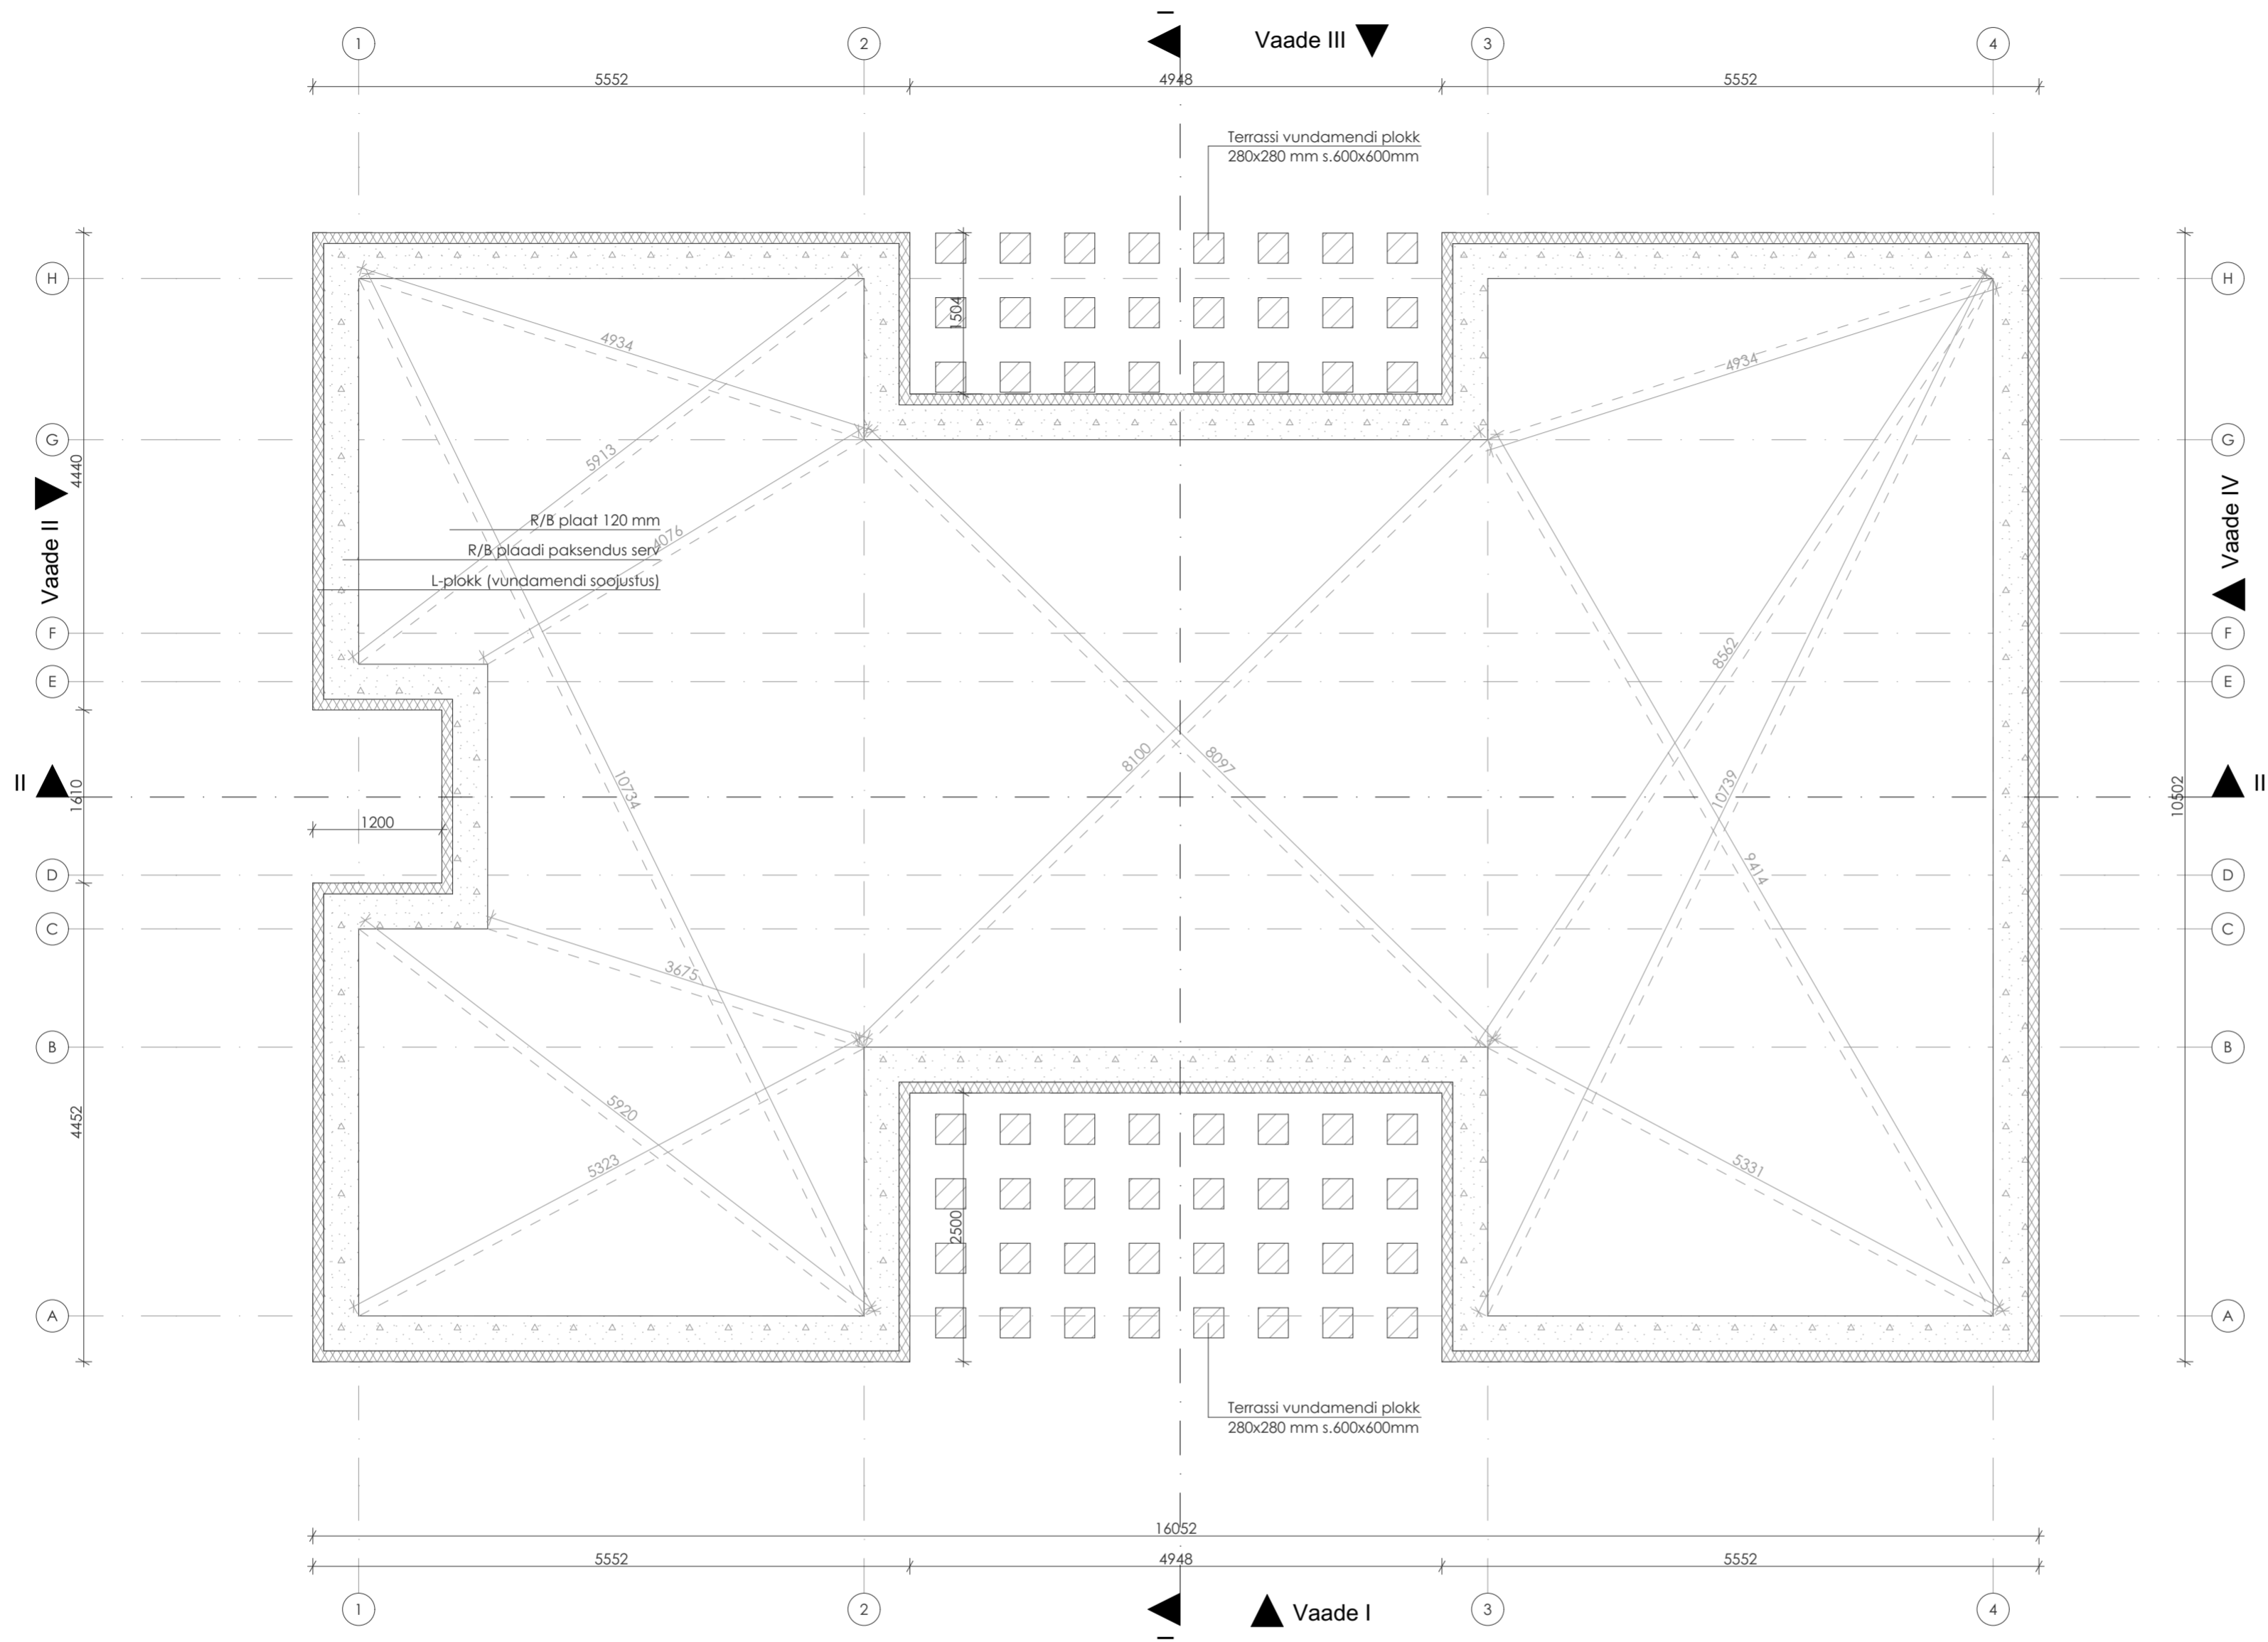 I
Vaade III
1
2
3
4
5552
4948
5552
Terrassi vundamendi plokk
280x280 mm s.600x600mm
H
H
1504
4934
4934
G
G
4440
5913
Vaade II
Vaade IV
R/B plaat 120 mm
4076
R/B plaadi paksendus serv
L-plokk (vundamendi soojustus)
F
F
8562
E
E
8100
8097
II
II
1610
10734
10739
10502
1200
9414
D
D
C
C
3675
B
B
4452
5920
5323
5331
2500
A
A
Terrassi vundamendi plokk
280x280 mm s.600x600mm
16052
5552
4948
5552
1
2
3
4
Vaade I
I